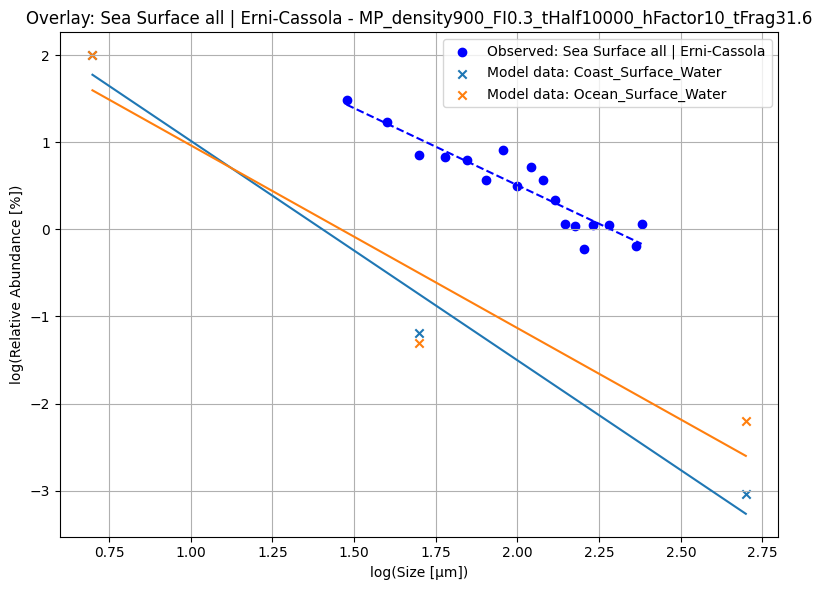 Overlay: Sea Surface all | Erni-Cassola - MP_density900_FI0.3_tHalf10000_hFactor10_tFrag31.6
Observed: Sea Surface all | Erni-Cassola
Model data: Coast_Surface_Water
Model data: Ocean_Surface_Water
log(Relative Abundance [%])
2
1
0
−1
−2
−3
0.75
1.00
1.25
1.50
1.75
2.00
2.25
2.50
2.75
log(Size [µm])